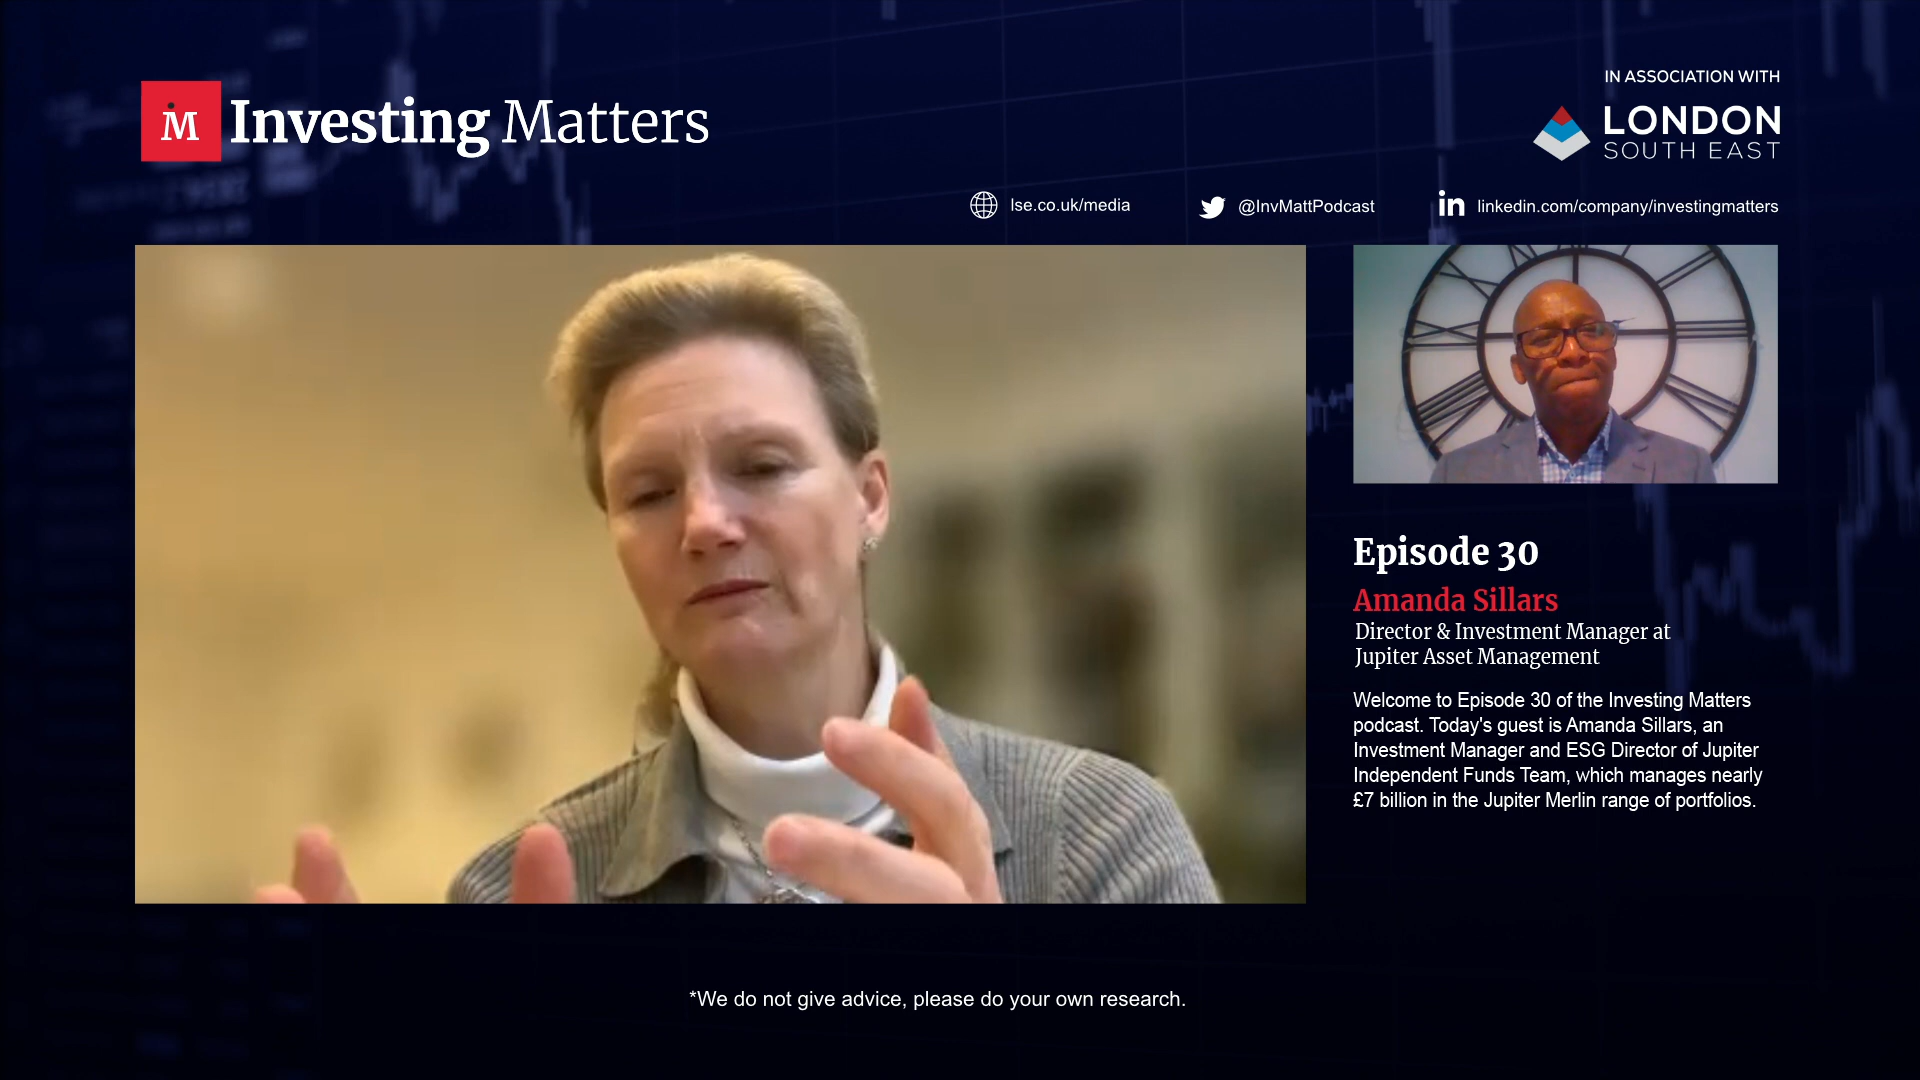 M Investing Matters
IN ASSOCIATION WITH
LONDON
SOUTH EAST
lse.co.uk/media
@InvMattPodcast
in linkedin.com/company/investingmatters
Episode 30
Amanda Sillars
Director & Investment Manager at
Jupiter Asset Management
Welcome to Episode 30 of the Investing Matters
podcast. Today's guest is Amanda Sillars, an
Investment Manager and ESG Director of Jupiter
Independent Funds Team, which manages nearly
£7 billion in the Jupiter Merlin range of portfolios.
*We do not give advice, please do your own research.